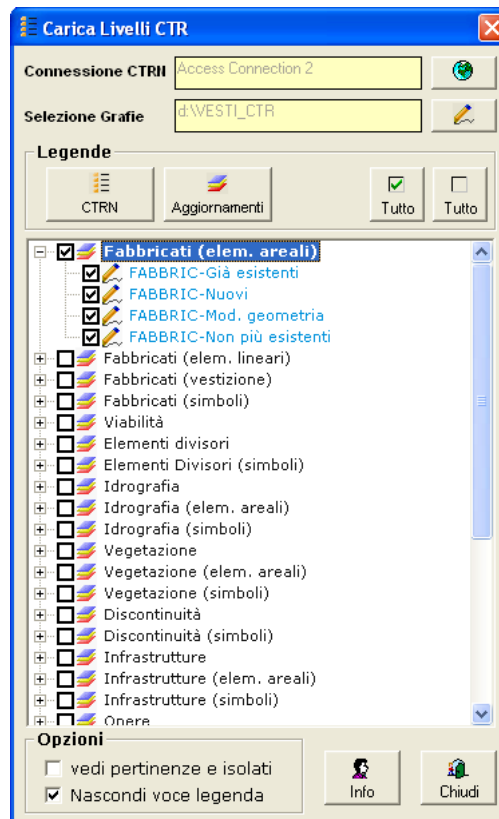 Carica Livelli CTR
Connessione CTRN
Access Connection 2
Selezione Grafie
d:\VESTI_CTR
Legende
CTRN
Aggiornamenti
Tutto
Tutto
Fabbricati (elem. areali)
FABBRIC-Già esistenti
FABBRIC-Nuovi
FABBRIC-Mod. geometria
FABBRIC-Non più esistenti
Fabbricati (elem. lineari)
Fabbricati (vestizione)
Fabbricati (simboli)
Viabilità
Elementi divisori
Elementi Divisori (simboli)
Idrografia
Idrografia (elem. areali)
Idrografia (simboli)
Vegetazione
Vegetazione (elem. areali)
Vegetazione (simboli)
Discontinuità
Discontinuità (simboli)
Infrastrutture
Infrastrutture (elem. areali)
Infrastrutture (simboli)
Opere
Opzioni
vedi pertinenze e isolati
Nascondi voce legenda
Info
Chiudi